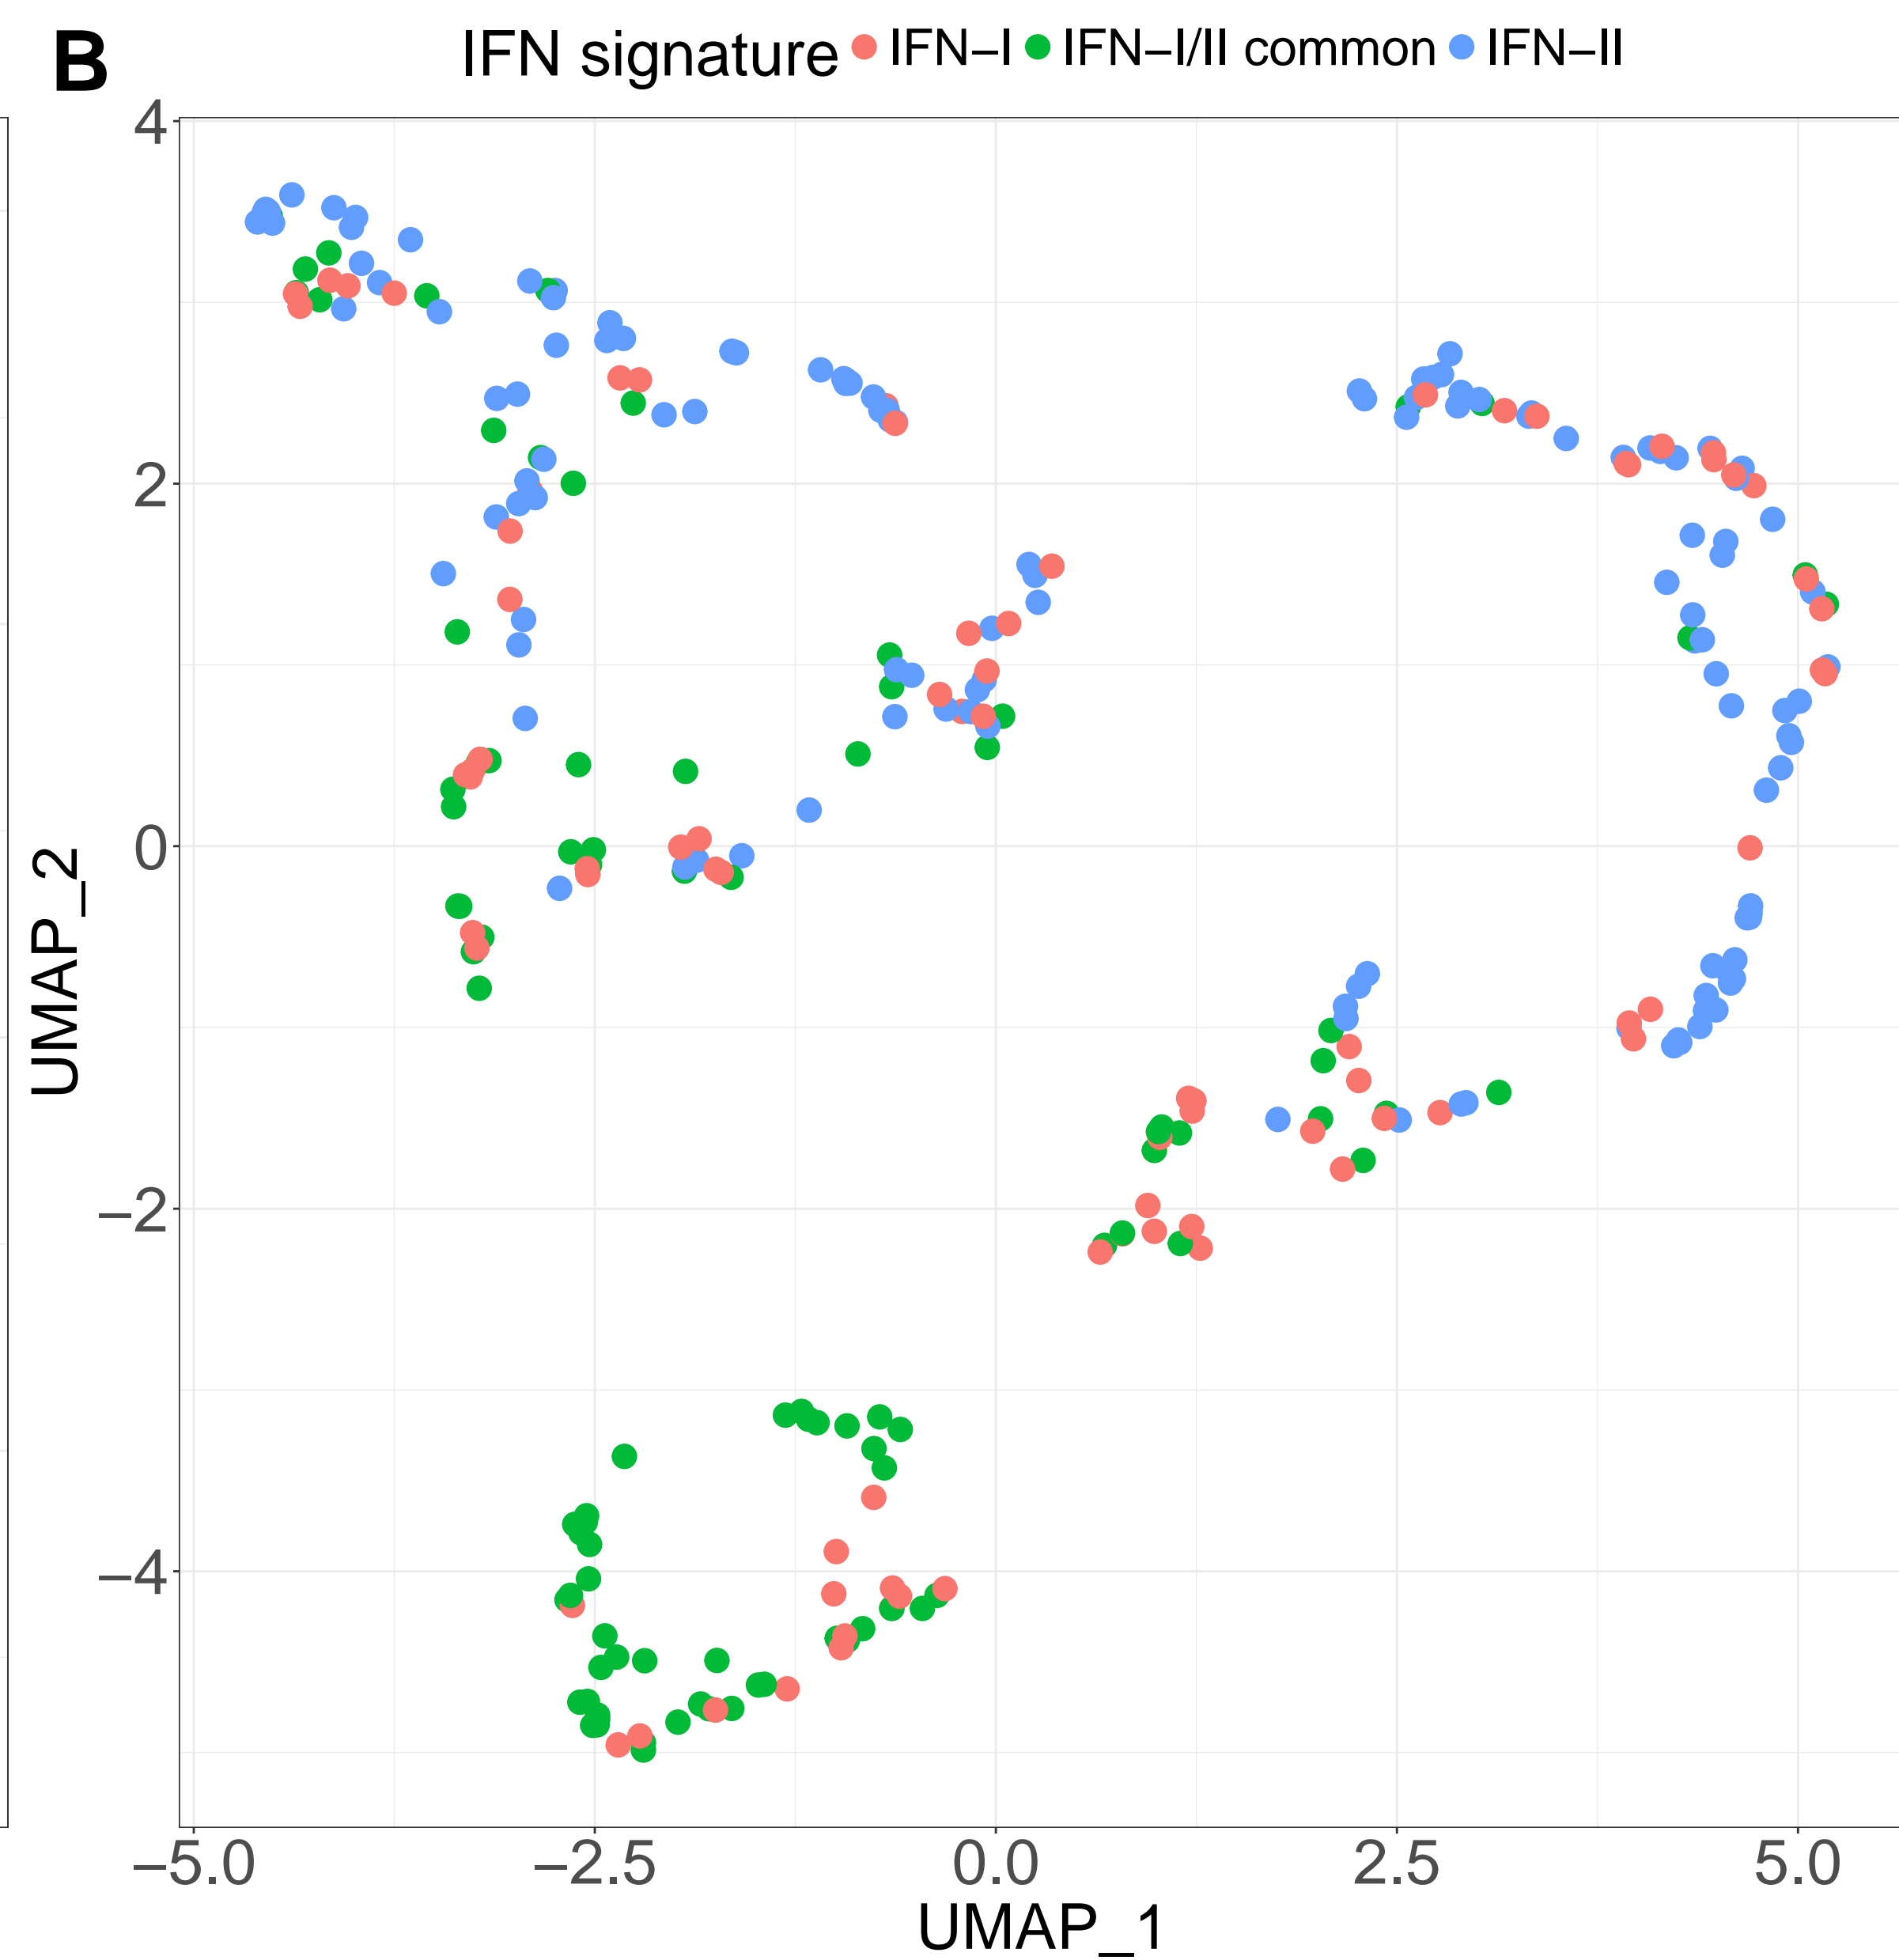 B
IFN signature IFN–I IFN–I/II common IFN–II
4
2
0
−2
−4
UMAP_2
−5.0 −2.5 0.0 2.5 5.0
UMAP_1